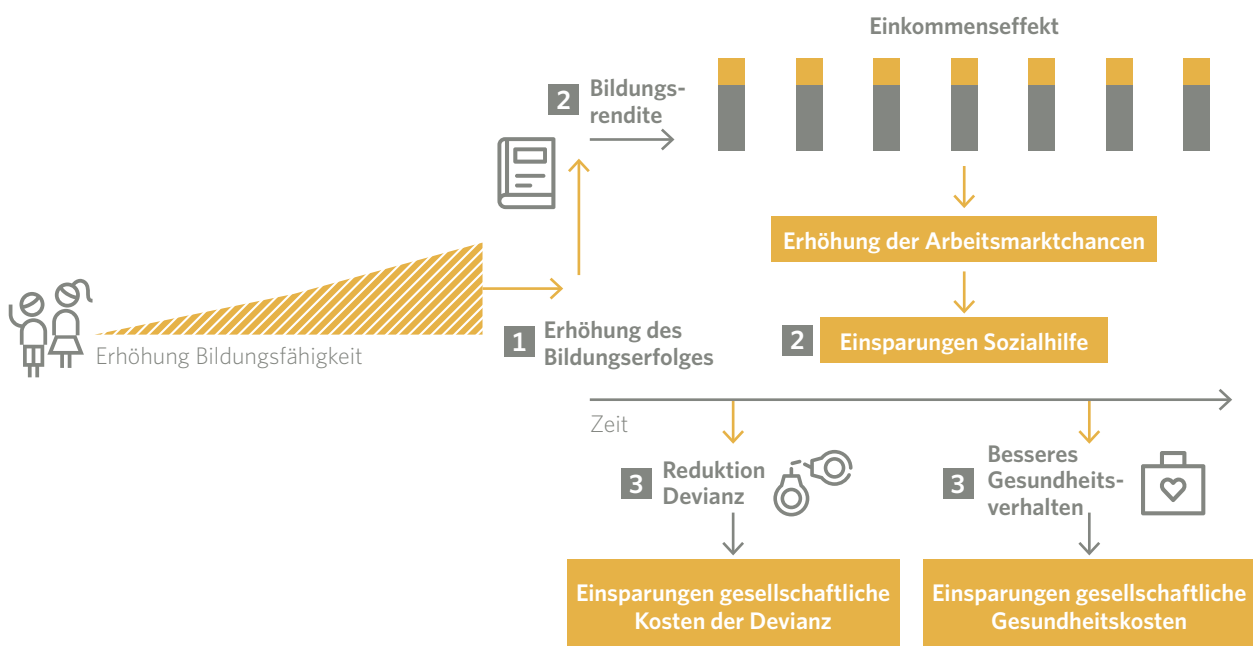 Einkommenseffekt
2 Bildungs-
rendite
Erhöhung der Arbeitsmarktchancen
Erhöhung Bildungsfähigkeit
1 Erhöhung des
Bildungserfolges
2 Einsparungen Sozialhilfe
Zeit
3 Reduktion
Devianz
3 Besseres
Gesundheits-
verhalten
Einsparungen gesellschaftliche
Kosten der Devianz
Einsparungen gesellschaftliche
Gesundheitskosten